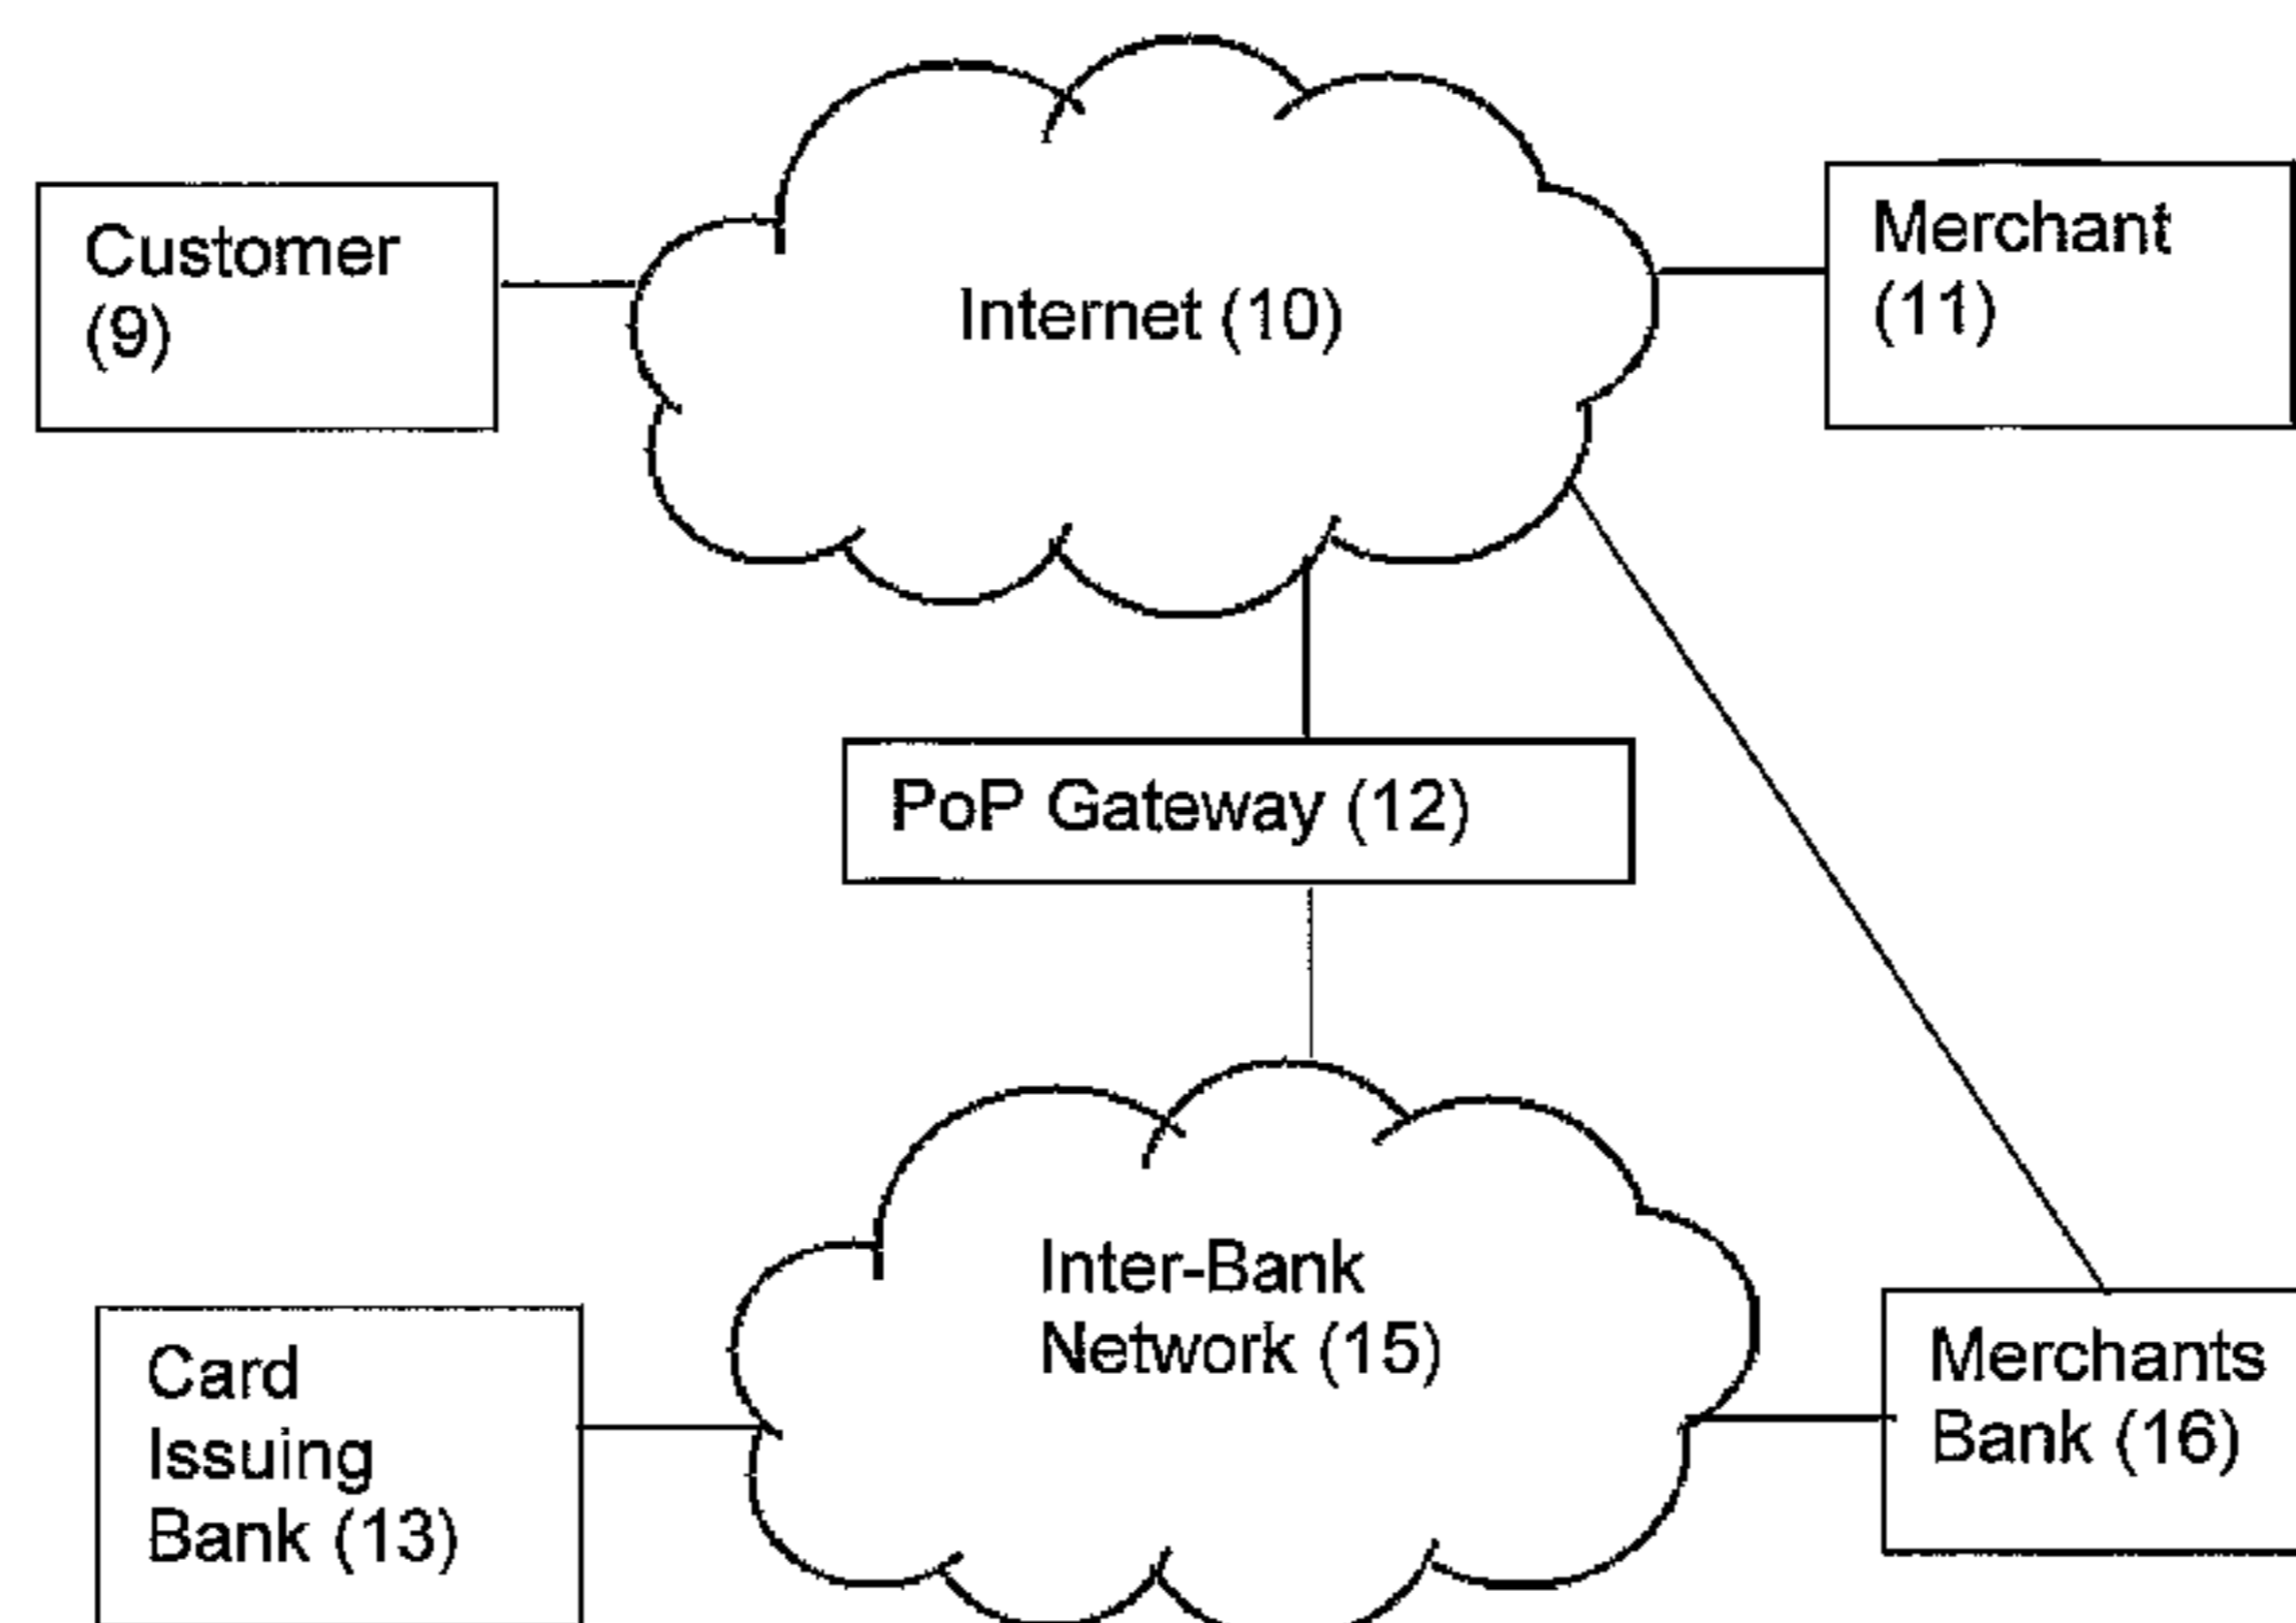 Customer
(9)
Internet (10)
Merchant
(11)
PoP Gateway (12)
Inter-Bank
Network (15)
Card
Issuing
Bank (13)
Merchants
Bank (16)